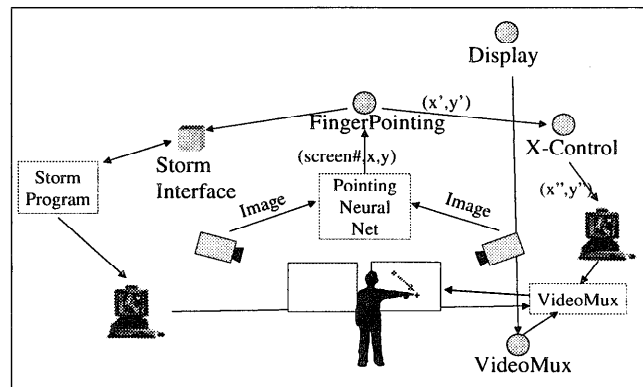 Display
(x',y')
FingerPointing
X-Control
(screen#,x,y)
Storm
Interface
Storm
Program
Pointing
Neural
Net
Image
Image
(x",y")
VideoMux
VideoMux